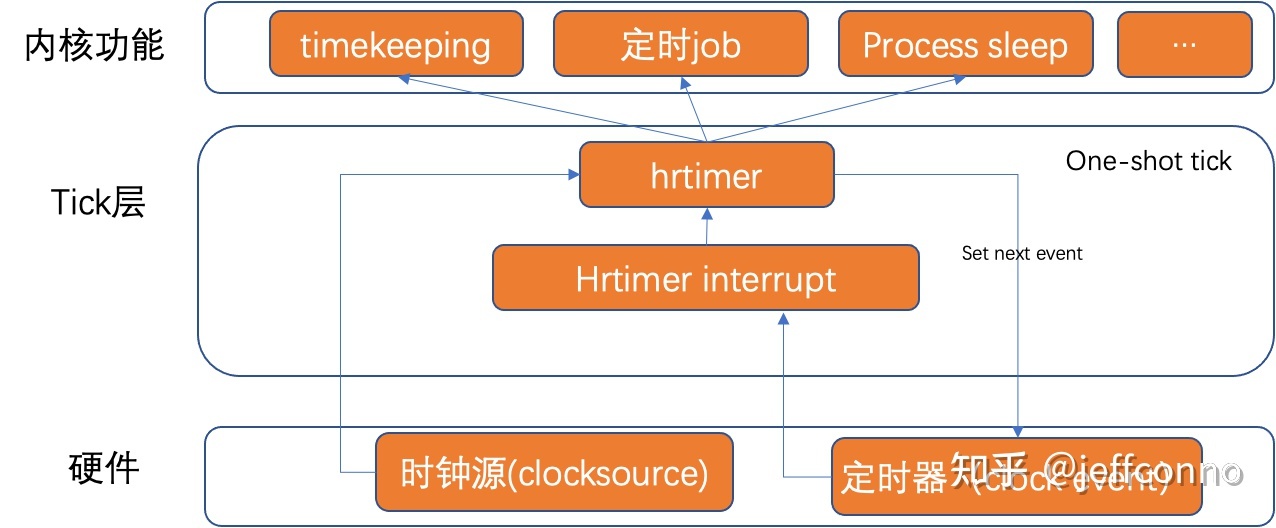 内核功能
timekeeping
定时job
Process sleep
...
Tick层
hrtimer
One-shot tick
Set next event
Hrtimer interrupt
硬件
时钟源(clocksource)
定时器 (clock event)
知乎 @jeffconno